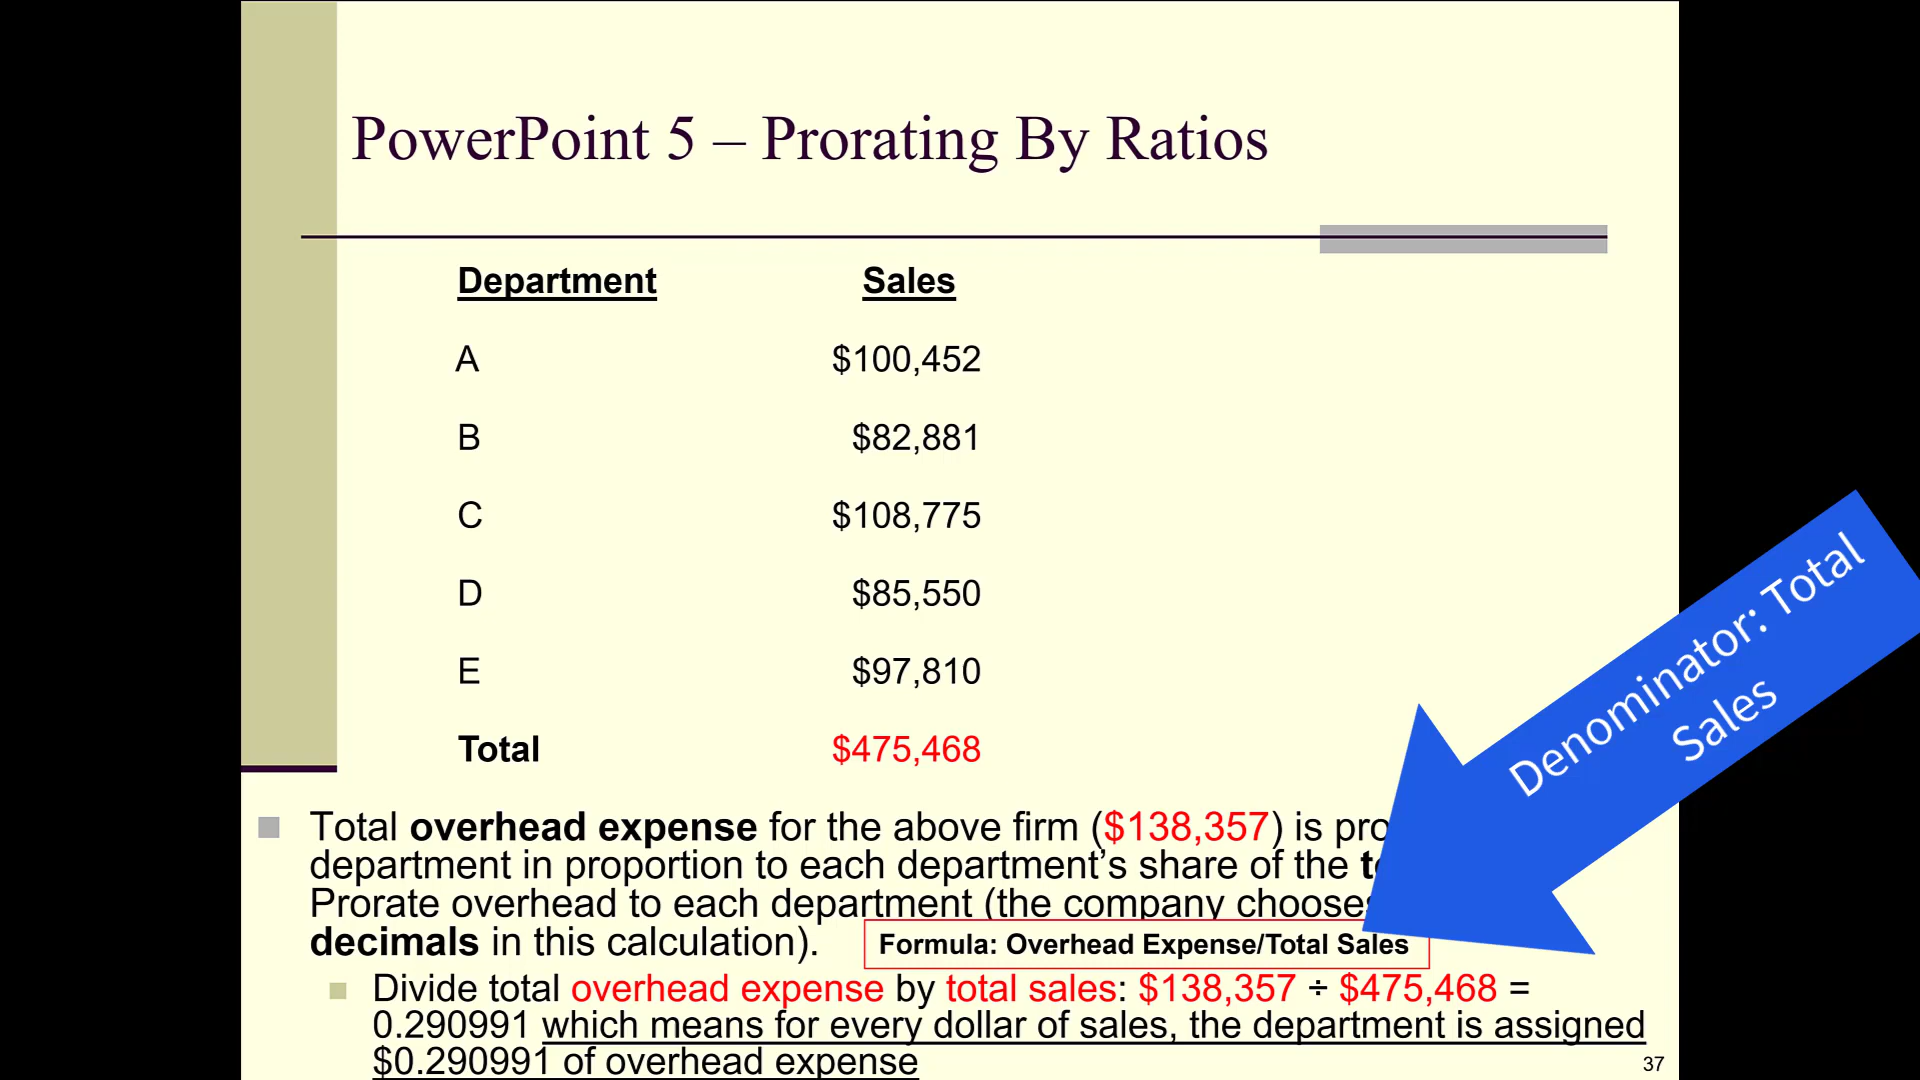 PowerPoint 5 – Prorating By Ratios
Department Sales
A $100,452
B $82,881
C $108,775
D $85,550
E $97,810
Total $475,468
Denominator: Total
Sales
Total overhead expense for the above firm ($138,357) is
department in proportion to each department’s share of the
Prorate overhead to each department (the company chooses
decimals in this calculation).
Formula: Overhead Expense/Total Sales
Divide total overhead expense by total sales: $138,357 ÷ $475,468 =
0.290991 which means for every dollar of sales, the department is assigned
$0.290991 of overhead expense
37